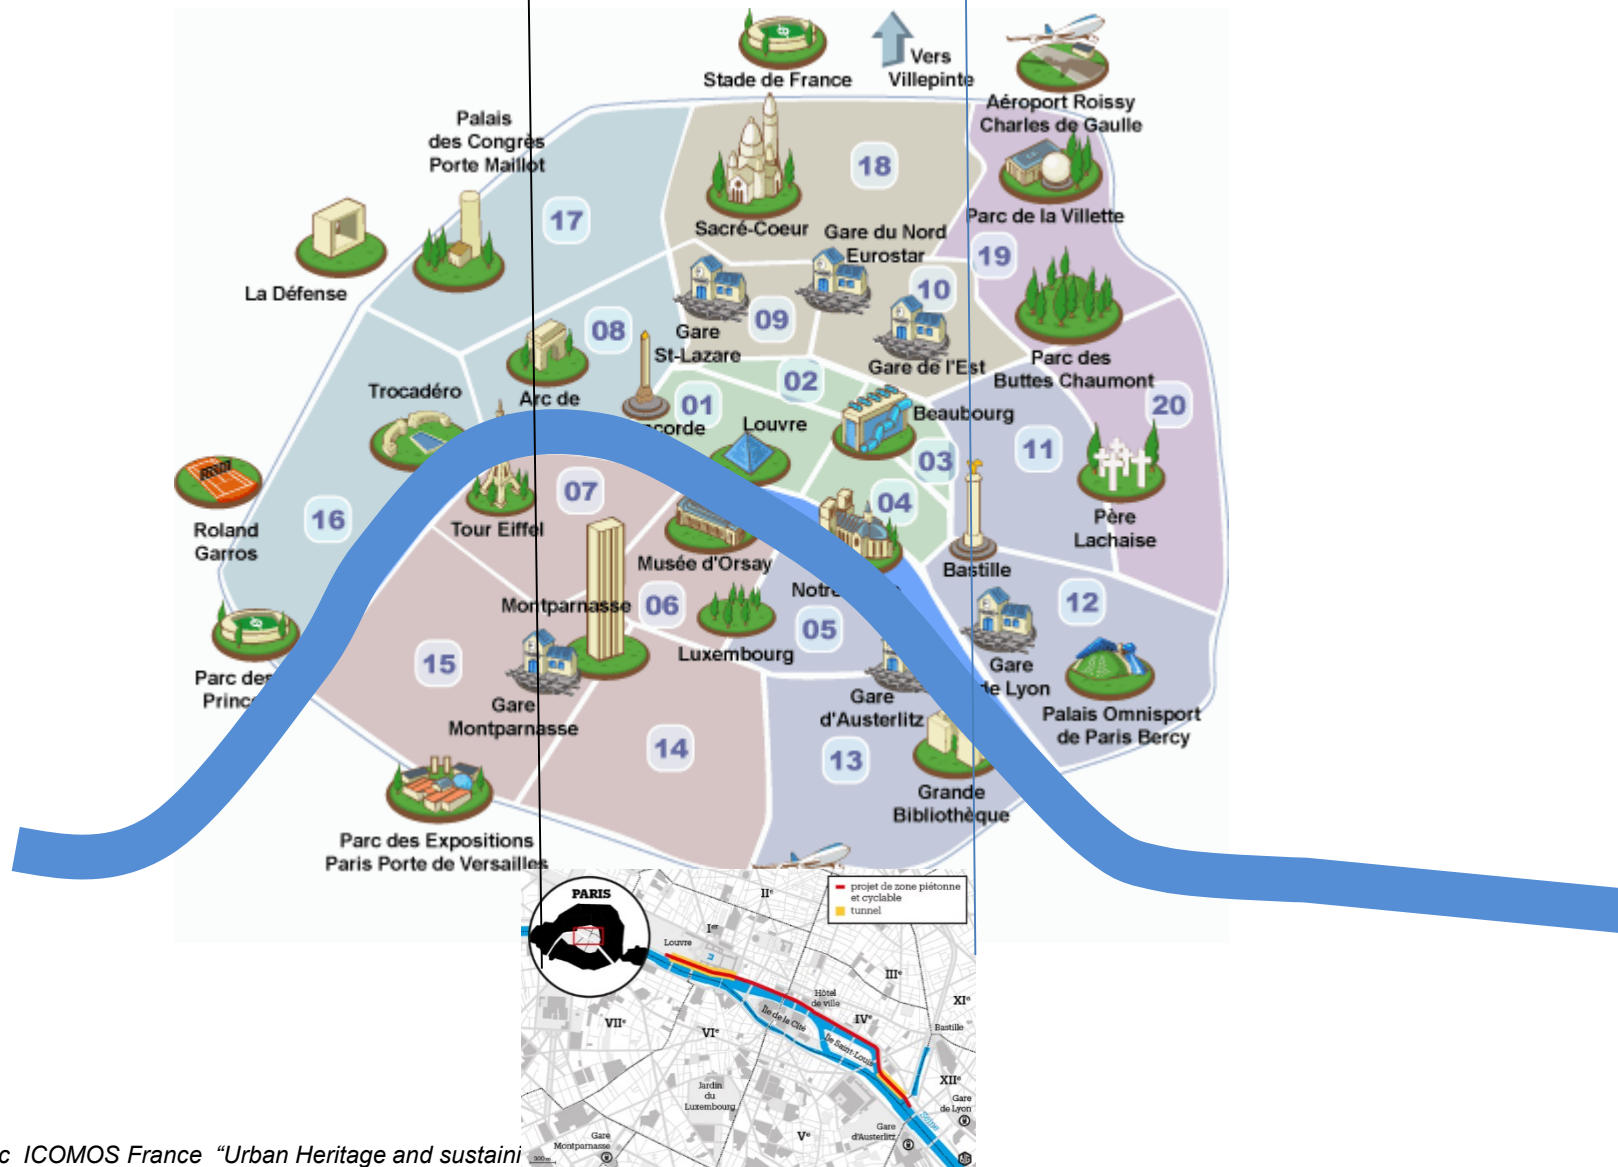 Stade de France
Vers
Villepinte
Aéroport Roissy
Charles de Gaulle
Palais
des Congrès
Porte Maillot
18
17
Parc de la Villette
Sacré-Coeur
Gare du Nord
Eurostar
19
La Défense
10
08
09
Gare
St-Lazare
Gare de l'Est
Parc des
Buttes Chaumont
02
Trocadéro
Arc de
01
20
Beaubourg
Louvre
11
03
07
04
16
Roland
Garros
Tour Eiffel
Père
Lachaise
Musée d'Orsay
Bastille
Montparnasse
06
12
05
Luxembourg
15
Gare
de Lyon
Parc des
Gare
d'Austerlitz
Gare
Montparnasse
Palais Omnisport
de Paris Bercy
14
13
Grande
Bibliothèque
Parc des Expositions
Paris Porte de Versailles
PARIS
projet de zone piétonne
et cyclable
tunnel
IIe
Ier
Louvre
IIIe
Hôtel
de ville
XIe
IVe
VIIe
VIe
Ile de la Cité
Bastille
Île Saint-Louis
XIIe
Jardin
du
Luxembourg
Gare
de Lyon
Seine
Gare
d'Austerlitz
Ve
Gare
Montparnasse
c ICOMOS France “Urban Heritage and sustaini